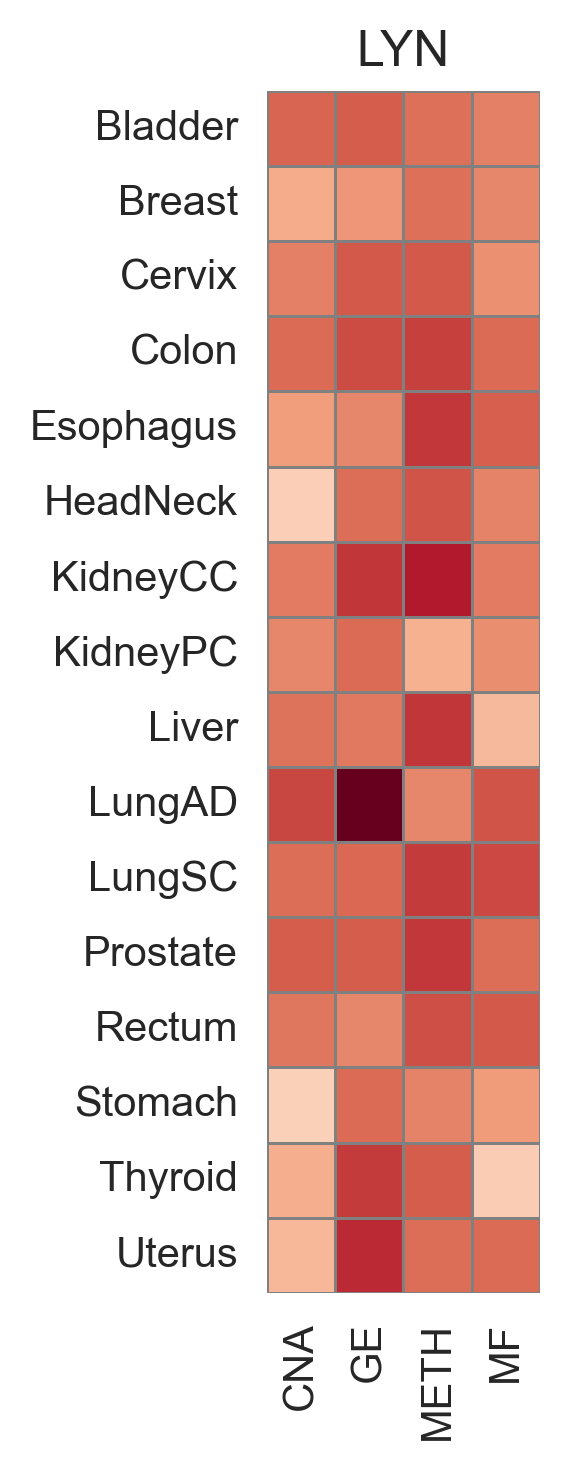 LYN
Bladder
Breast
Cervix
Colon
Esophagus
HeadNeck
KidneyCC
KidneyPC
Liver
LungAD
LungSC
Prostate
Rectum
Stomach
Thyroid
Uterus
CNA
GE
METH
MF